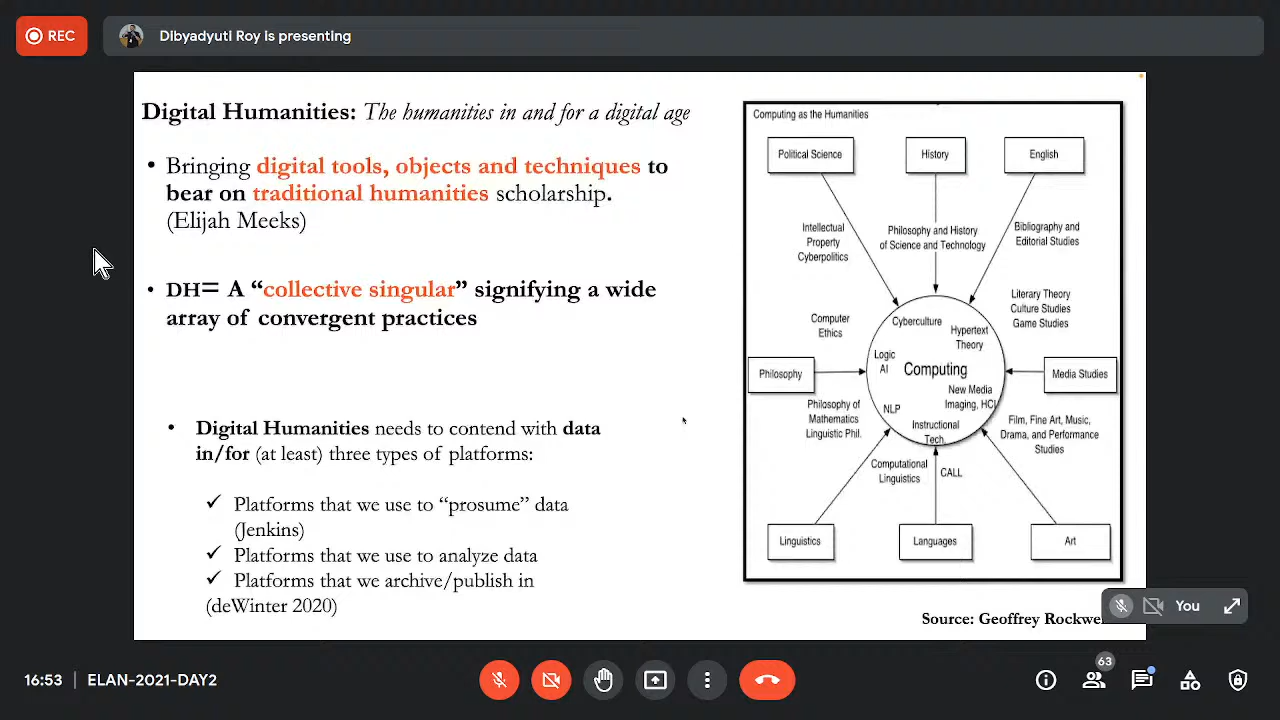 REC
Dibyadyuti Roy is presenting
Digital Humanities: The humanities in and for a digital age
• Bringing digital tools, objects and techniques to
bear on traditional humanities scholarship.
(Elijah Meeks)
• DH= A “collective singular” signifying a wide
array of convergent practices
• Digital Humanities needs to contend with data
in/for (at least) three types of platforms:
✓ Platforms that we use to “prosume” data
(Jenkins)
✓ Platforms that we use to analyze data
✓ Platforms that we archive/publish in
(deWinter 2020)
Computing as the Humanities
Political Science
History
English
Intellectual
Property
Cyberpolitics
Philosophy and History
of Science and Technology
Bibliography and
Editorial Studies
Literary Theory
Culture Studies
Game Studies
Computer
Ethics
Cyberculture
Hypertext
Theory
Logic
AI
Computing
Philosophy
Media Studies
New Media
Imaging, HCI
NLP
Instructional
Tech.
Philosophy of
Mathematics
Linguistic Phil.
Film, Fine Art, Music,
Drama, and Performance
Studies
Computational
Linguistics
CALL
Linguistics
Languages
Art
Source: Geoffrey
You
16:53 | ELAN-2021-DAY2
63